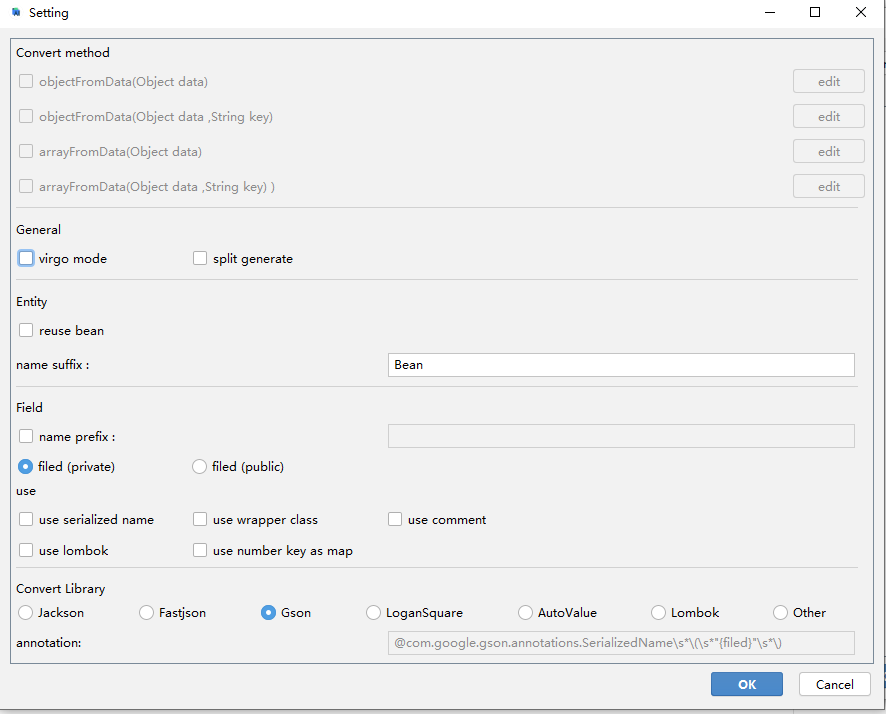 Setting
Convert method
objectFromData(Object data) edit
objectFromData(Object data ,String key) edit
arrayFromData(Object data) edit
arrayFromData(Object data ,String key) ) edit
General
virgo mode split generate
Entity
reuse bean
name suffix : Bean
Field
name prefix :
filed (private) filed (public)
use
use serialized name use wrapper class use comment
use lombok use number key as map
Convert Library
Jackson Fastjson Gson LoganSquare AutoValue Lombok Other
annotation: @com.google.gson.annotations.SerializedName\s*\(\s*"{filed}"\s*\)
OK Cancel